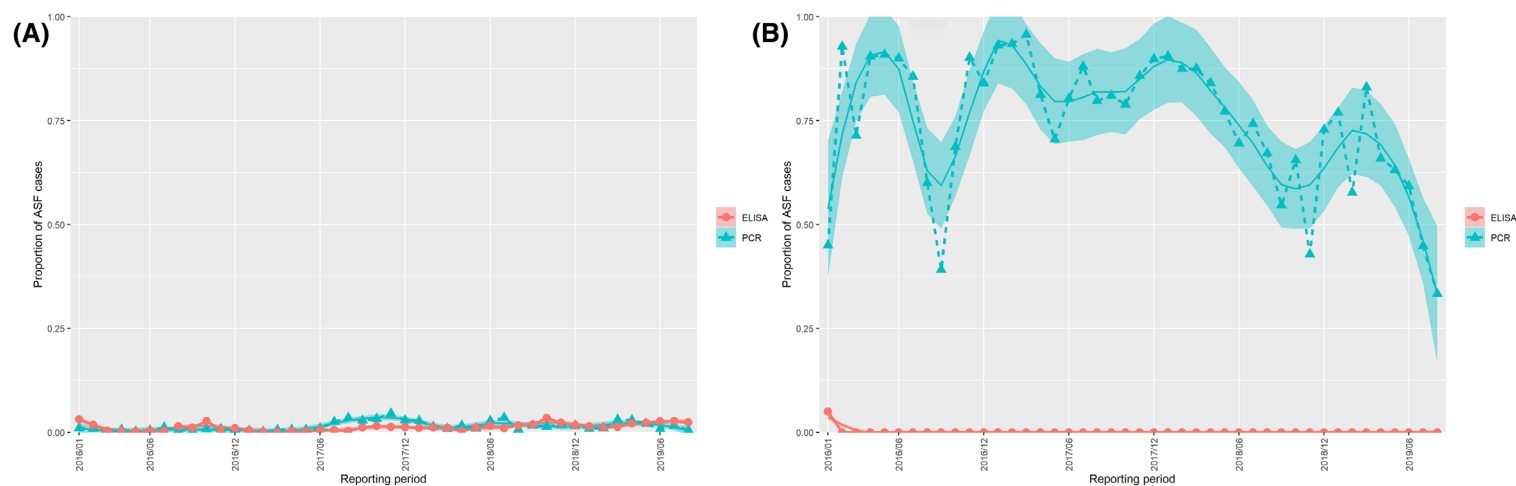 (A)
1.00
0.75
0.50
0.25
0.00
Proportion of ASF cases
2016/01
2016/06
2016/12
2017/06
2017/12
2018/06
2018/12
2019/06
Reporting period
ELISA
PCR
(B)
1.00
0.75
0.50
0.25
0.00
Proportion of ASF cases
2016/01
2016/06
2016/12
2017/06
2017/12
2018/06
2018/12
2019/06
Reporting period
ELISA
PCR